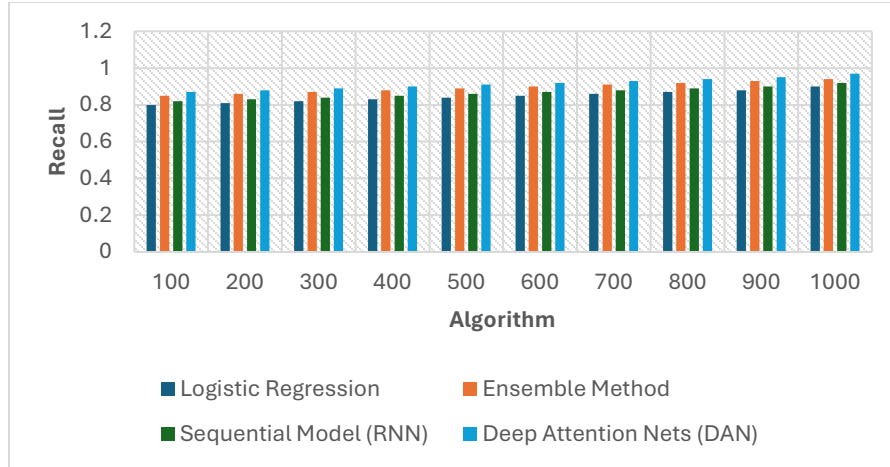 1.2
1
0.8
0.6
0.4
0.2
0
Recall
100 200 300 400 500 600 700 800 900 1000
Algorithm
Logistic Regression Ensemble Method
Sequential Model (RNN) Deep Attention Nets (DAN)